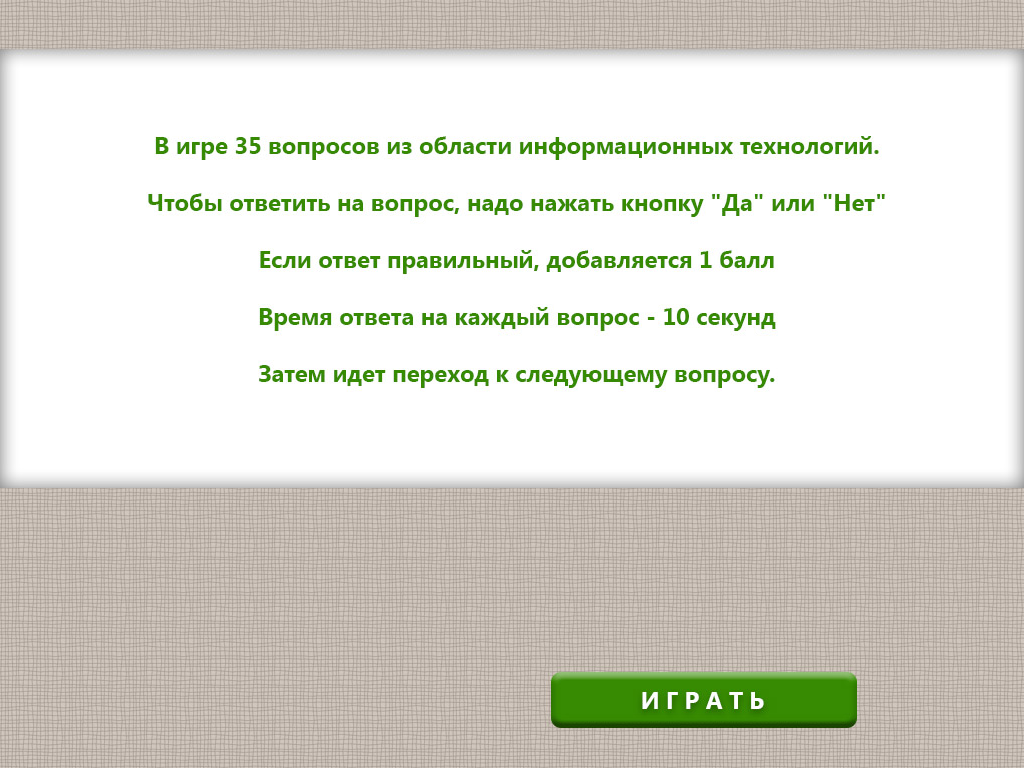 В игре 35 вопросов из области информационных технологий.
Чтобы ответить на вопрос, надо нажать кнопку "Да" или "Нет"
Если ответ правильный, добавляется 1 балл
Время ответа на каждый вопрос - 10 секунд
Затем идет переход к следующему вопросу.
ИГРАТЬ